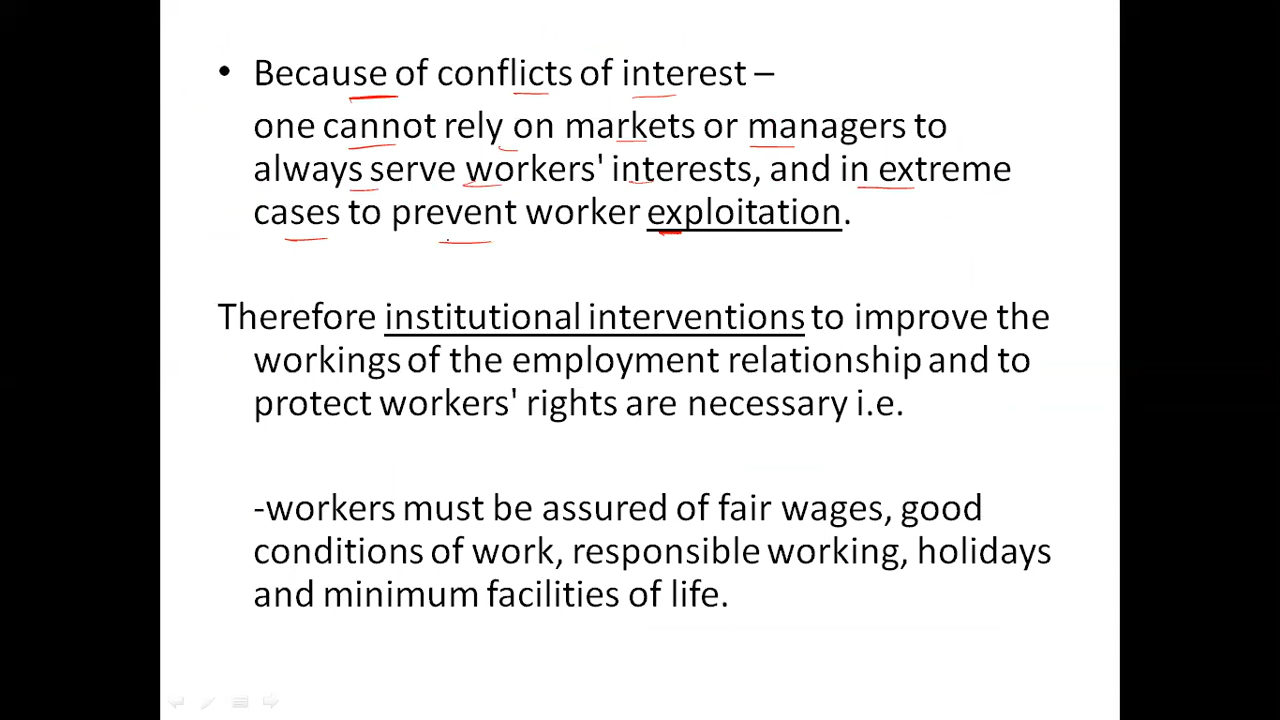 • Because of conflicts of interest –
one cannot rely on markets or managers to
always serve workers' interests, and in extreme
cases to prevent worker exploitation.
Therefore institutional interventions to improve the
workings of the employment relationship and to
protect workers' rights are necessary i.e.
-workers must be assured of fair wages, good
conditions of work, responsible working, holidays
and minimum facilities of life.